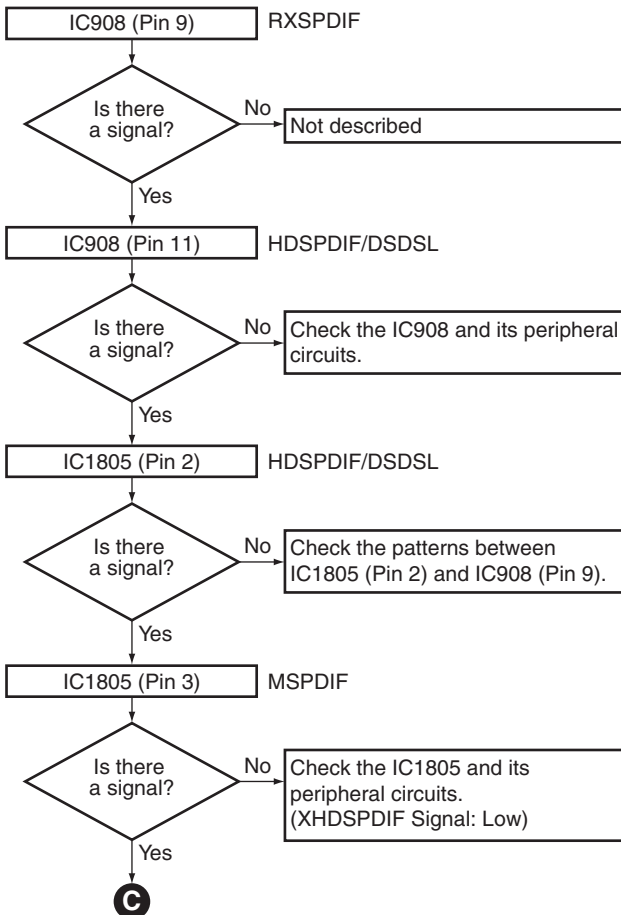 IC908 (Pin 9)
RXSPDIF
Is there
a signal?
No
Not described
Yes
IC908 (Pin 11)
HDSPDIF/DSDSL
Is there
a signal?
No
Check the IC908 and its peripheral
circuits.
Yes
IC1805 (Pin 2)
HDSPDIF/DSDSL
Is there
a signal?
No
Check the patterns between
IC1805 (Pin 2) and IC908 (Pin 9).
Yes
IC1805 (Pin 3)
MSPDIF
Is there
a signal?
No
Check the IC1805 and its
peripheral circuits.
(XHDSPDIF Signal: Low)
Yes
C